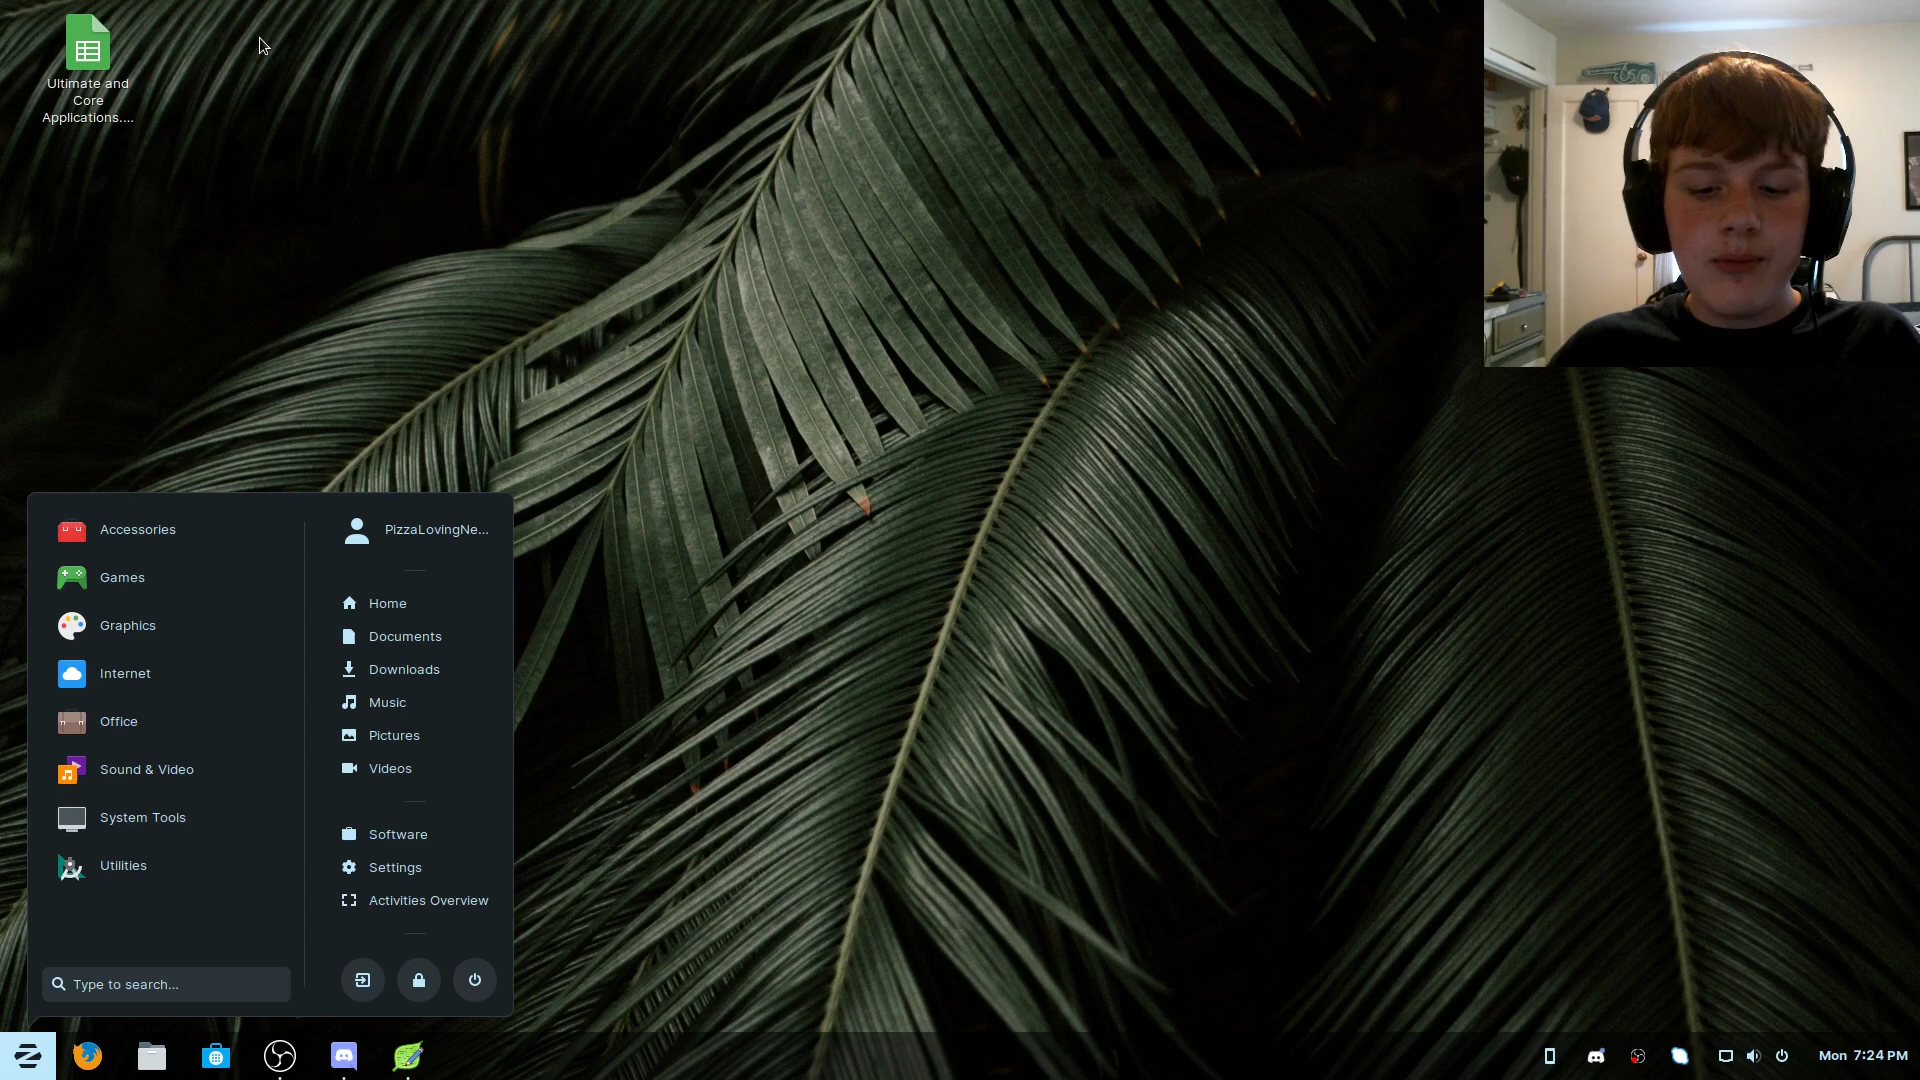 Ultimate and
Core
Applications....
Accessories
Games
Graphics
Internet
Office
Sound & Video
System Tools
Utilities
Type to search...
PizzaLovingNe...
Home
Documents
Downloads
Music
Pictures
Videos
Software
Settings
Activities Overview
Mon 7:24 PM